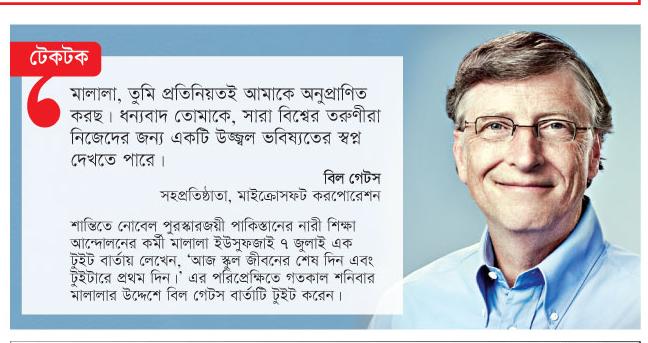 টেকটক
মালালা, তুমি প্রতিনিয়তই আমাকে অনুপ্রাণিত
করছ। ধন্যবাদ তোমাকে, সারা বিশ্বের তরুণীরা
নিজেদের জন্য একটি উজ্জ্বল ভবিষ্যতের স্বপ্ন
দেখতে পারে।
বিল গেটস
সহপ্রতিষ্ঠাতা, মাইক্রোসফট করপোরেশন
শান্তিতে নোবেল পুরস্কারজয়ী পাকিস্তানের নারী শিক্ষা
আন্দোলনের কর্মী মালালা ইউসুফজাই ৭ জুলাই এক
টুইট বার্তায় লেখেন, ‘আজ স্কুল জীবনের শেষ দিন এবং
টুইটারে প্রথম দিন।’ এর পরিপ্রেক্ষিতে গতকাল শনিবার
মালালার উদ্দেশে বিল গেটস বার্তাটি টুইট করেন।